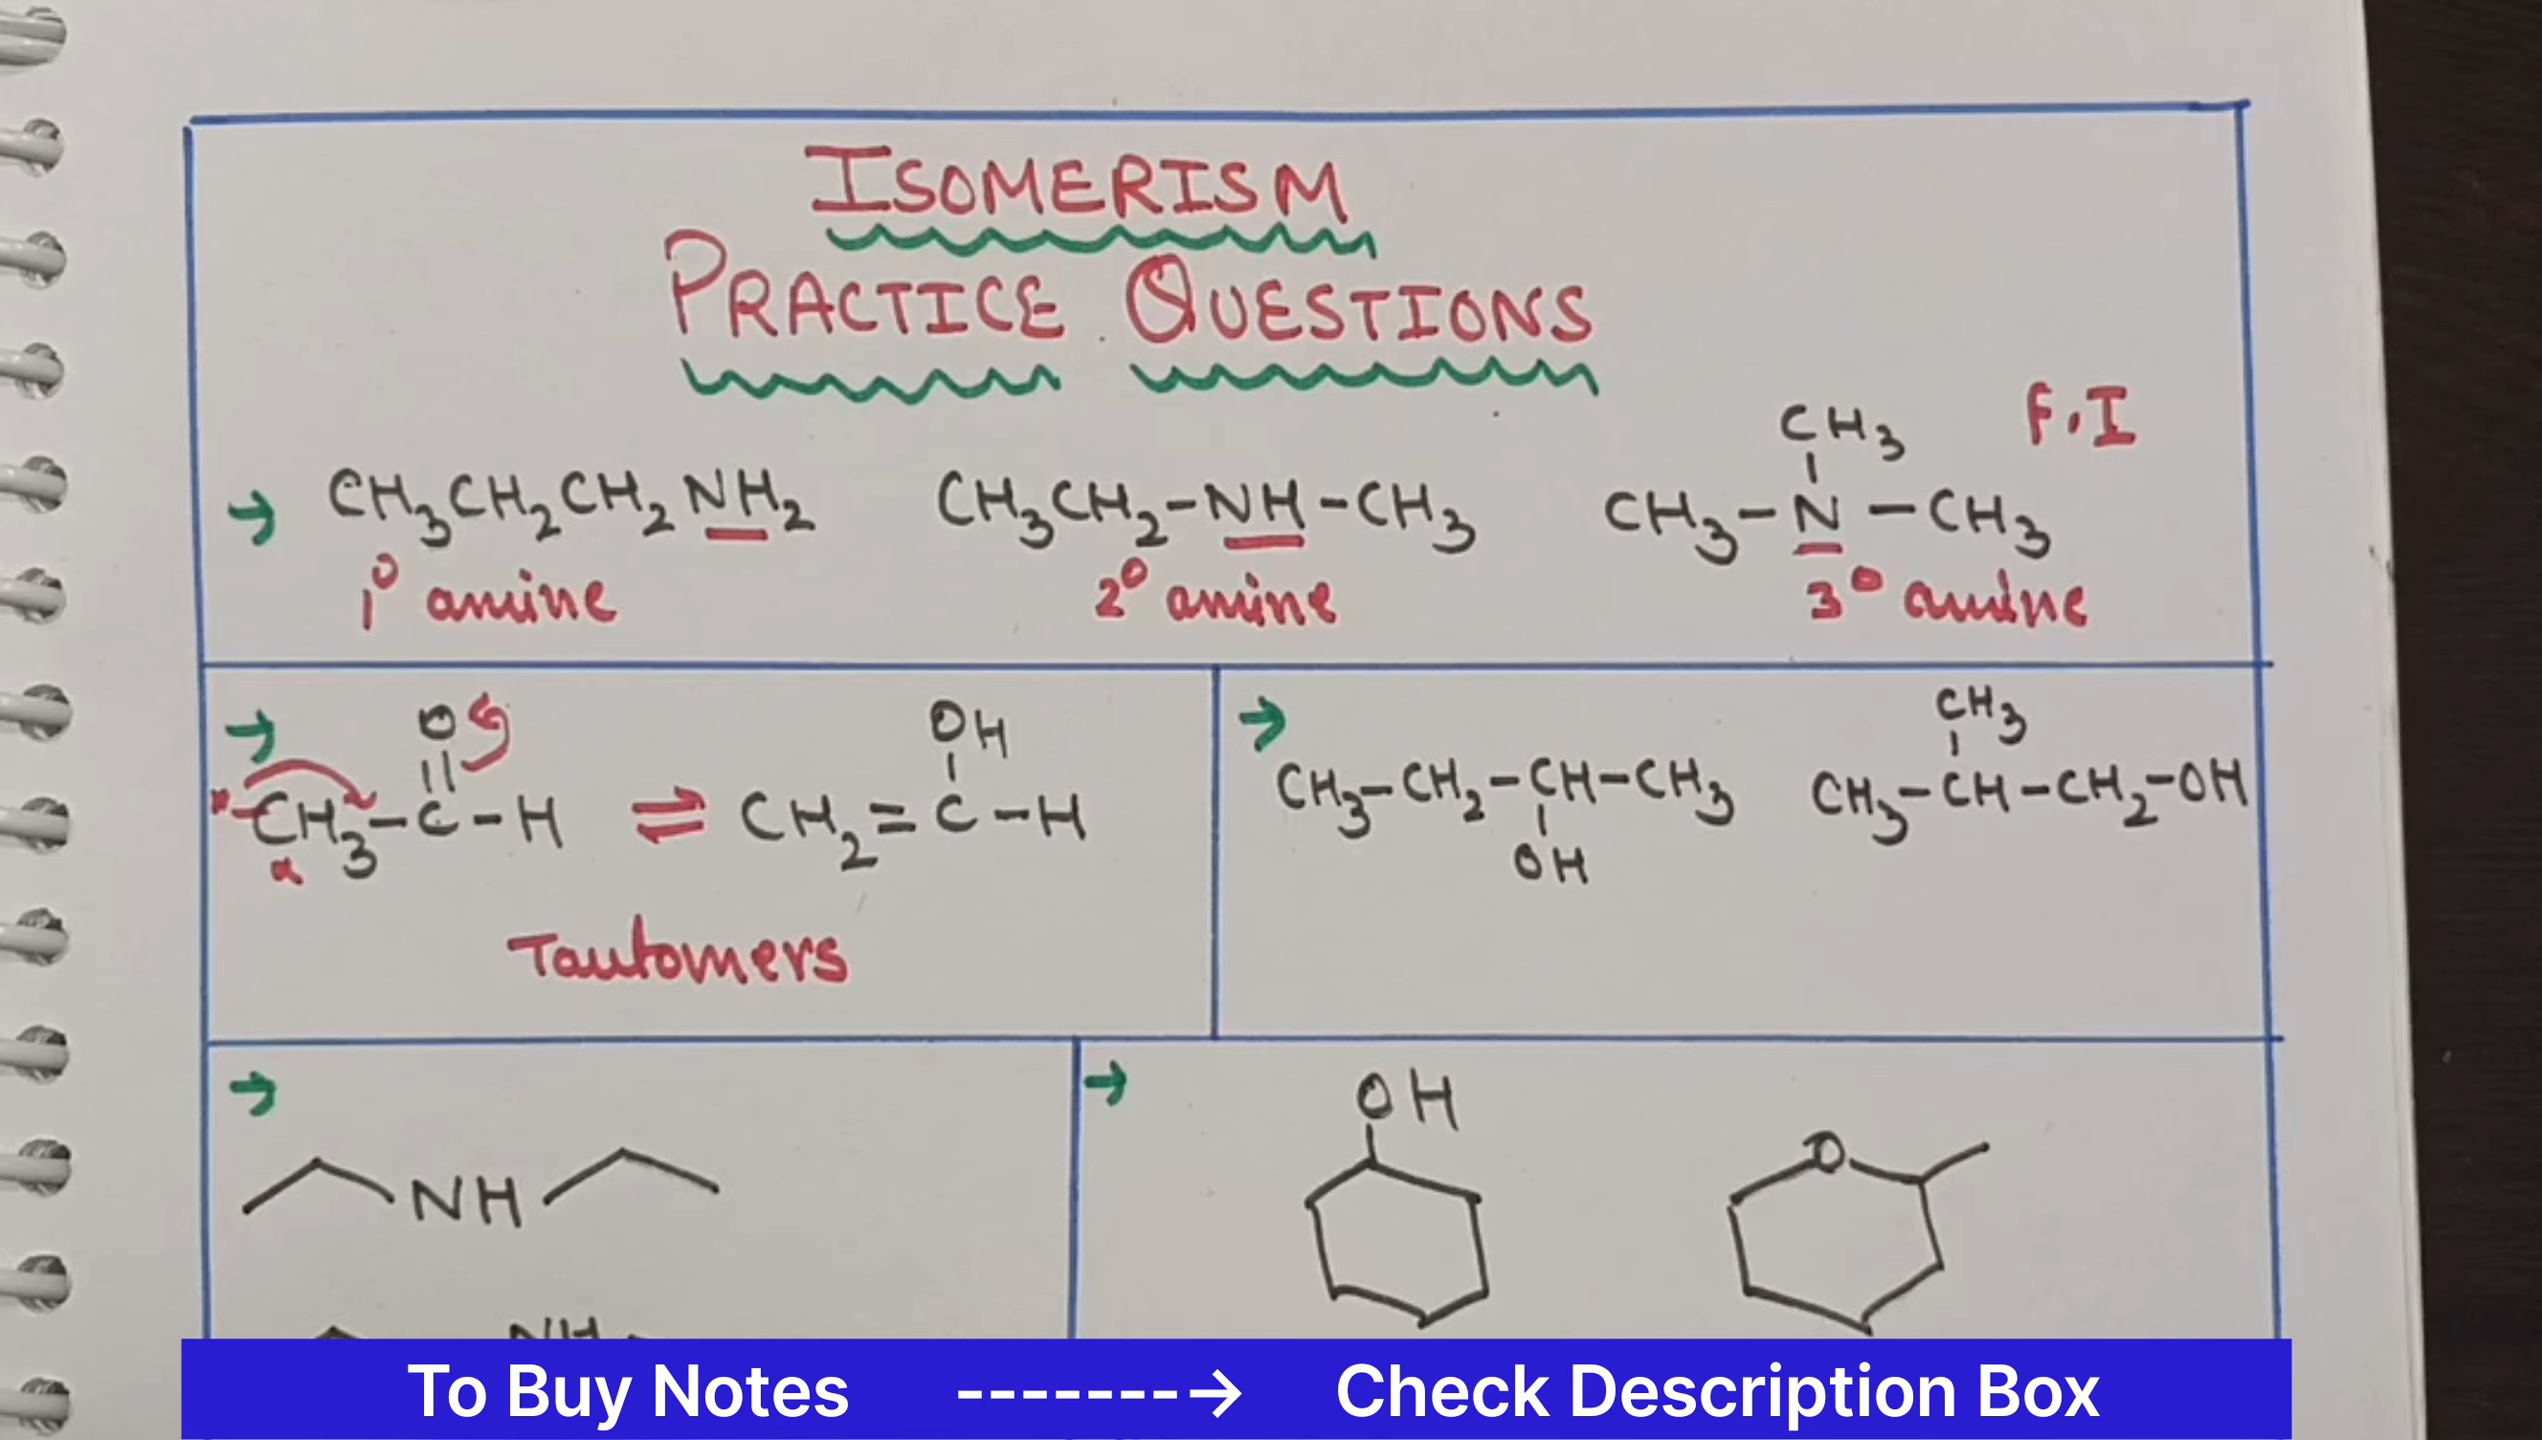 ISOMERISM
PRACTICE QUESTIONS
F.I
→ CH3CH2CH2NH2 CH3CH2-NH-CH3 CH3-N-CH3
CH3
1° amine 2° amine 3° amine
→ CH3-C-H ⇌ CH2=C-H
O OH
α
Tautomers
→ CH3-CH2-CH-CH3 CH3-CH-CH2-OH
OH CH3
→ NH
NH
→ OH O
To Buy Notes -------→ Check Description Box